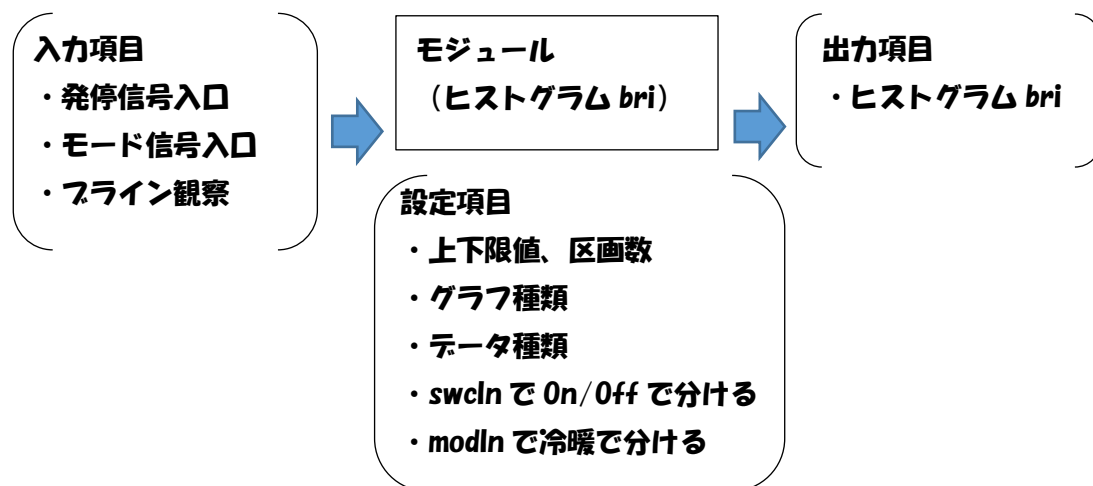 入力項目
・発停信号入口
・モード信号入口
・ブライン観察
モジュール
（ヒストグラム bri）
出力項目
・ヒストグラム bri
設定項目
・上下限値、区画数
・グラフ種類
・データ種類
・swcIn で On/Off で分ける
・modIn で冷暖で分ける